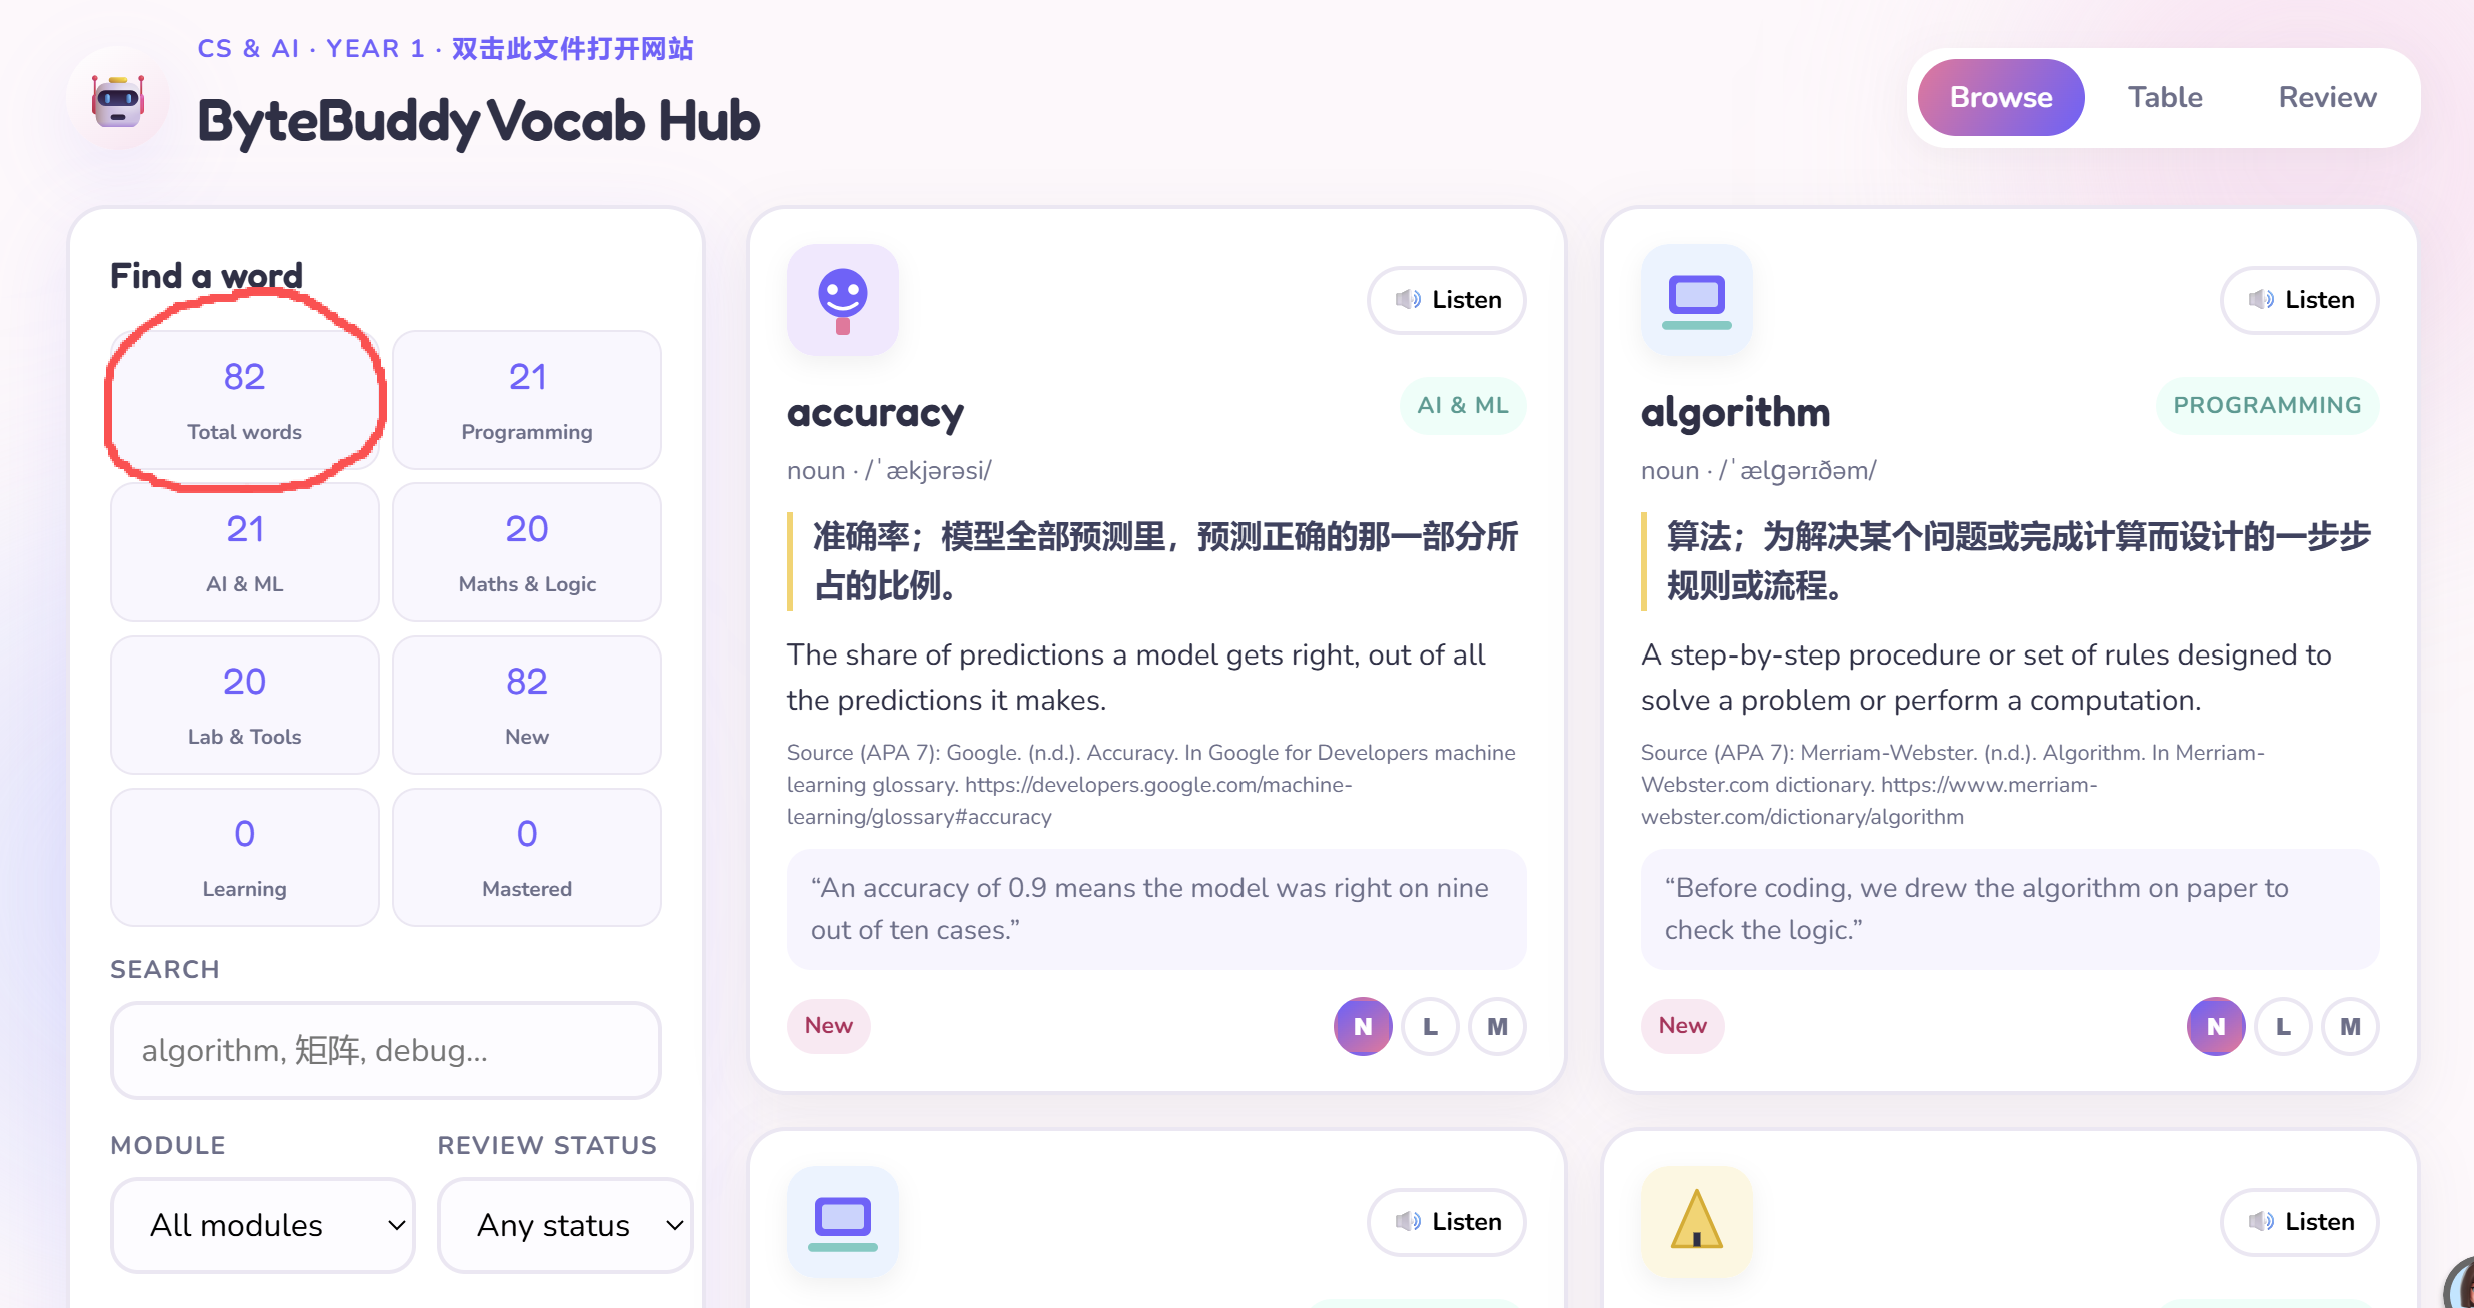 CS & AI · YEAR 1 · 双击此文件打开网站
ByteBuddy Vocab Hub
Browse
Table
Review
Find a word
82
Total words
21
Programming
21
AI & ML
20
Maths & Logic
20
Lab & Tools
82
New
0
Learning
0
Mastered
SEARCH
algorithm, 矩阵, debug...
MODULE
REVIEW STATUS
All modules
Any status
Listen
accuracy
AI & ML
noun · /ˈækjərəsi/
准确率；模型全部预测里，预测正确的那一部分所
占的比例。
The share of predictions a model gets right, out of all
the predictions it makes.
Source (APA 7): Google. (n.d.). Accuracy. In Google for Developers machine
learning glossary. https://developers.google.com/machine-
learning/glossary#accuracy
“An accuracy of 0.9 means the model was right on nine
out of ten cases.”
New
N
L
M
Listen
algorithm
PROGRAMMING
noun · /ˈælɡərɪðəm/
算法；为解决某个问题或完成计算而设计的一步步
规则或流程。
A step-by-step procedure or set of rules designed to
solve a problem or perform a computation.
Source (APA 7): Merriam-Webster. (n.d.). Algorithm. In Merriam-
Webster.com dictionary. https://www.merriam-
webster.com/dictionary/algorithm
“Before coding, we drew the algorithm on paper to
check the logic.”
New
N
L
M
Listen
Listen